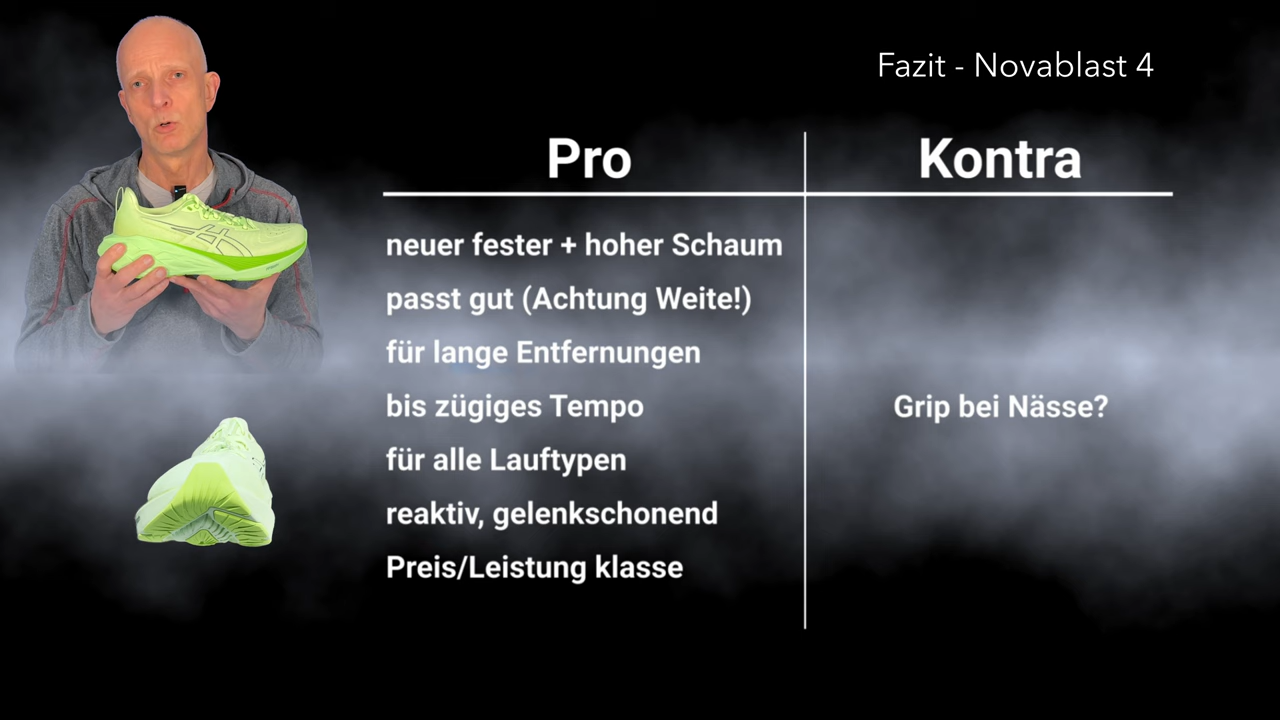 Fazit - Novablast 4
Pro
Kontra
neuer fester + hoher Schaum
passt gut (Achtung Weite!)
für lange Entfernungen
bis zügiges Tempo
Grip bei Nässe?
für alle Lauftypen
reaktiv, gelenkschonend
Preis/Leistung klasse